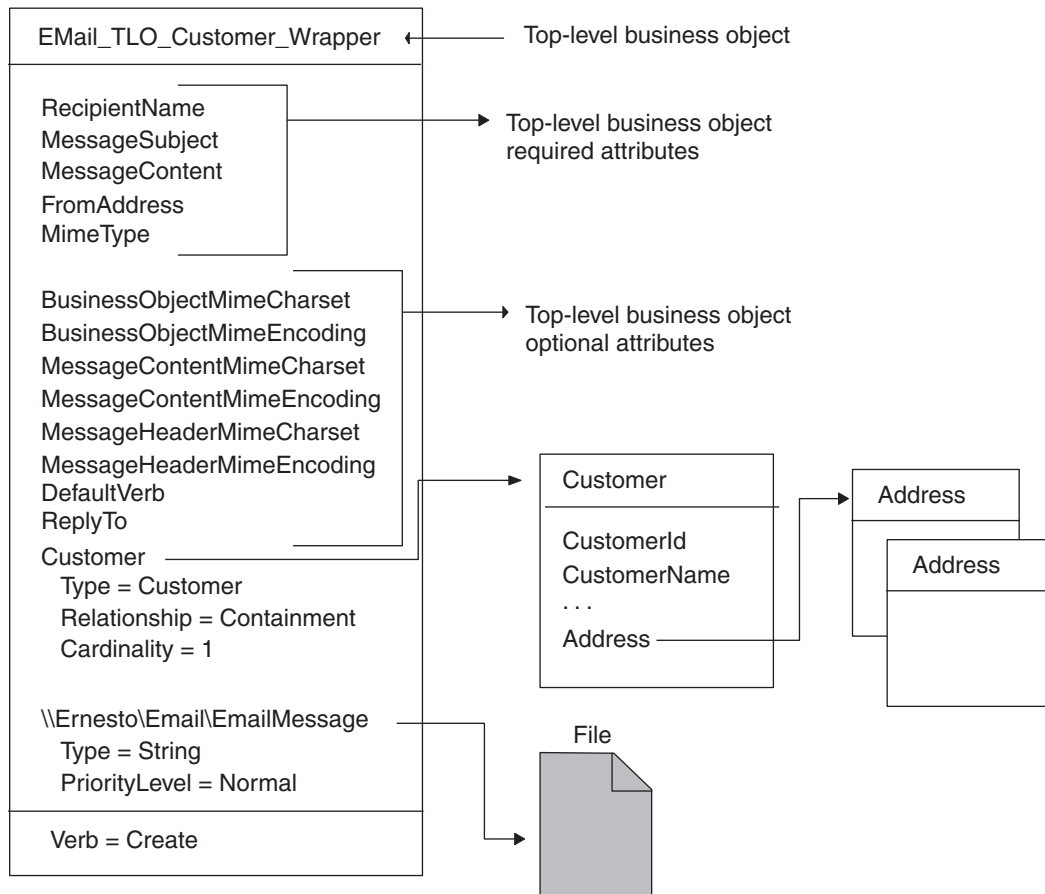 EMail_TLO_Customer_Wrapper
Top-level business object
RecipientName
MessageSubject
MessageContent
FromAddress
MimeType
Top-level business object
required attributes
BusinessObjectMimeCharset
BusinessObjectMimeEncoding
MessageContentMimeCharset
MessageContentMimeEncoding
MessageHeaderMimeCharset
MessageHeaderMimeEncoding
DefaultVerb
ReplyTo
Top-level business object
optional attributes
Customer
Type = Customer
Relationship = Containment
Cardinality = 1
Customer
CustomerId
CustomerName
. . .
Address
Address
Address
\\Ernesto\Email\EmailMessage
Type = String
PriorityLevel = Normal
File
Verb = Create